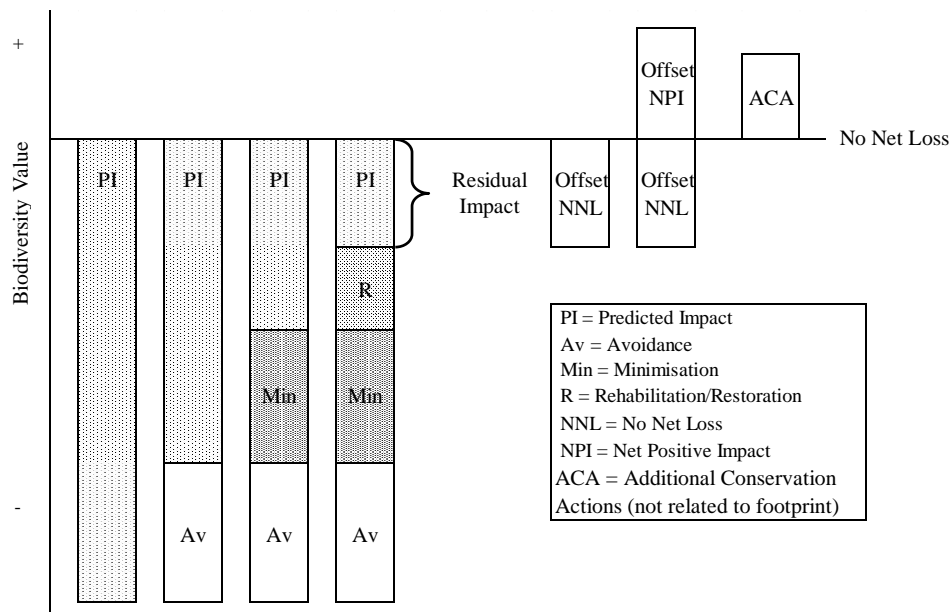 +
Offset
NPI
ACA
No Net Loss
Biodiversity Value
PI
PI
PI
PI
Residual
Impact
Offset
NNL
Offset
NNL
R
Min
Min
-
Av
Av
Av
PI = Predicted Impact
Av = Avoidance
Min = Minimisation
R = Rehabilitation/Restoration
NNL = No Net Loss
NPI = Net Positive Impact
ACA = Additional Conservation
Actions (not related to footprint)